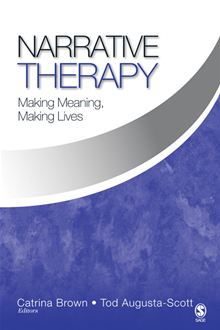 NARRATIVE
THERAPY
Making Meaning,
Making Lives
Catrina Brown • Tod Augusta-Scott
Editors
SAGE